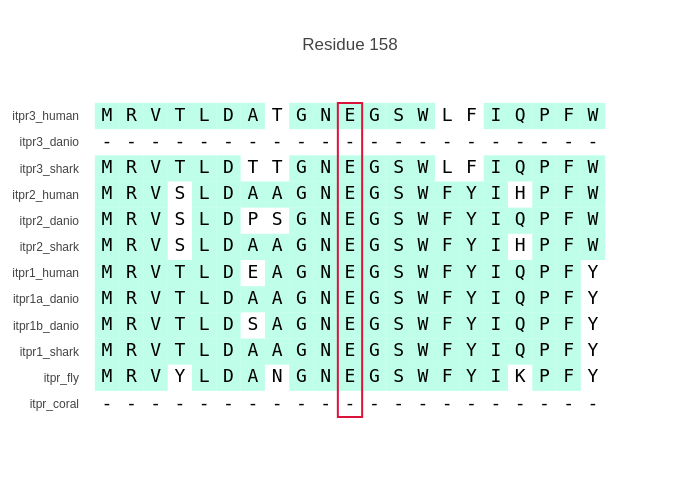 Residue 158
itpr3_human M R V T L D A T G N E G S W L F I Q P F W
itpr3_danio - - - - - - - - - - - - - - - - - - - - -
itpr3_shark M R V T L D T T G N E G S W L F I Q P F W
itpr2_human M R V S L D A A G N E G S W F Y I H P F W
itpr2_danio M R V S L D P S G N E G S W F Y I Q P F W
itpr2_shark M R V S L D A A G N E G S W F Y I H P F W
itpr1_human M R V T L D E A G N E G S W F Y I Q P F Y
itpr1a_danio M R V T L D A A G N E G S W F Y I Q P F Y
itpr1b_danio M R V T L D S A G N E G S W F Y I Q P F Y
itpr1_shark M R V T L D A A G N E G S W F Y I Q P F Y
itpr_fly M R V Y L D A N G N E G S W F Y I K P F Y
itpr_coral - - - - - - - - - - - - - - - - - - - - -